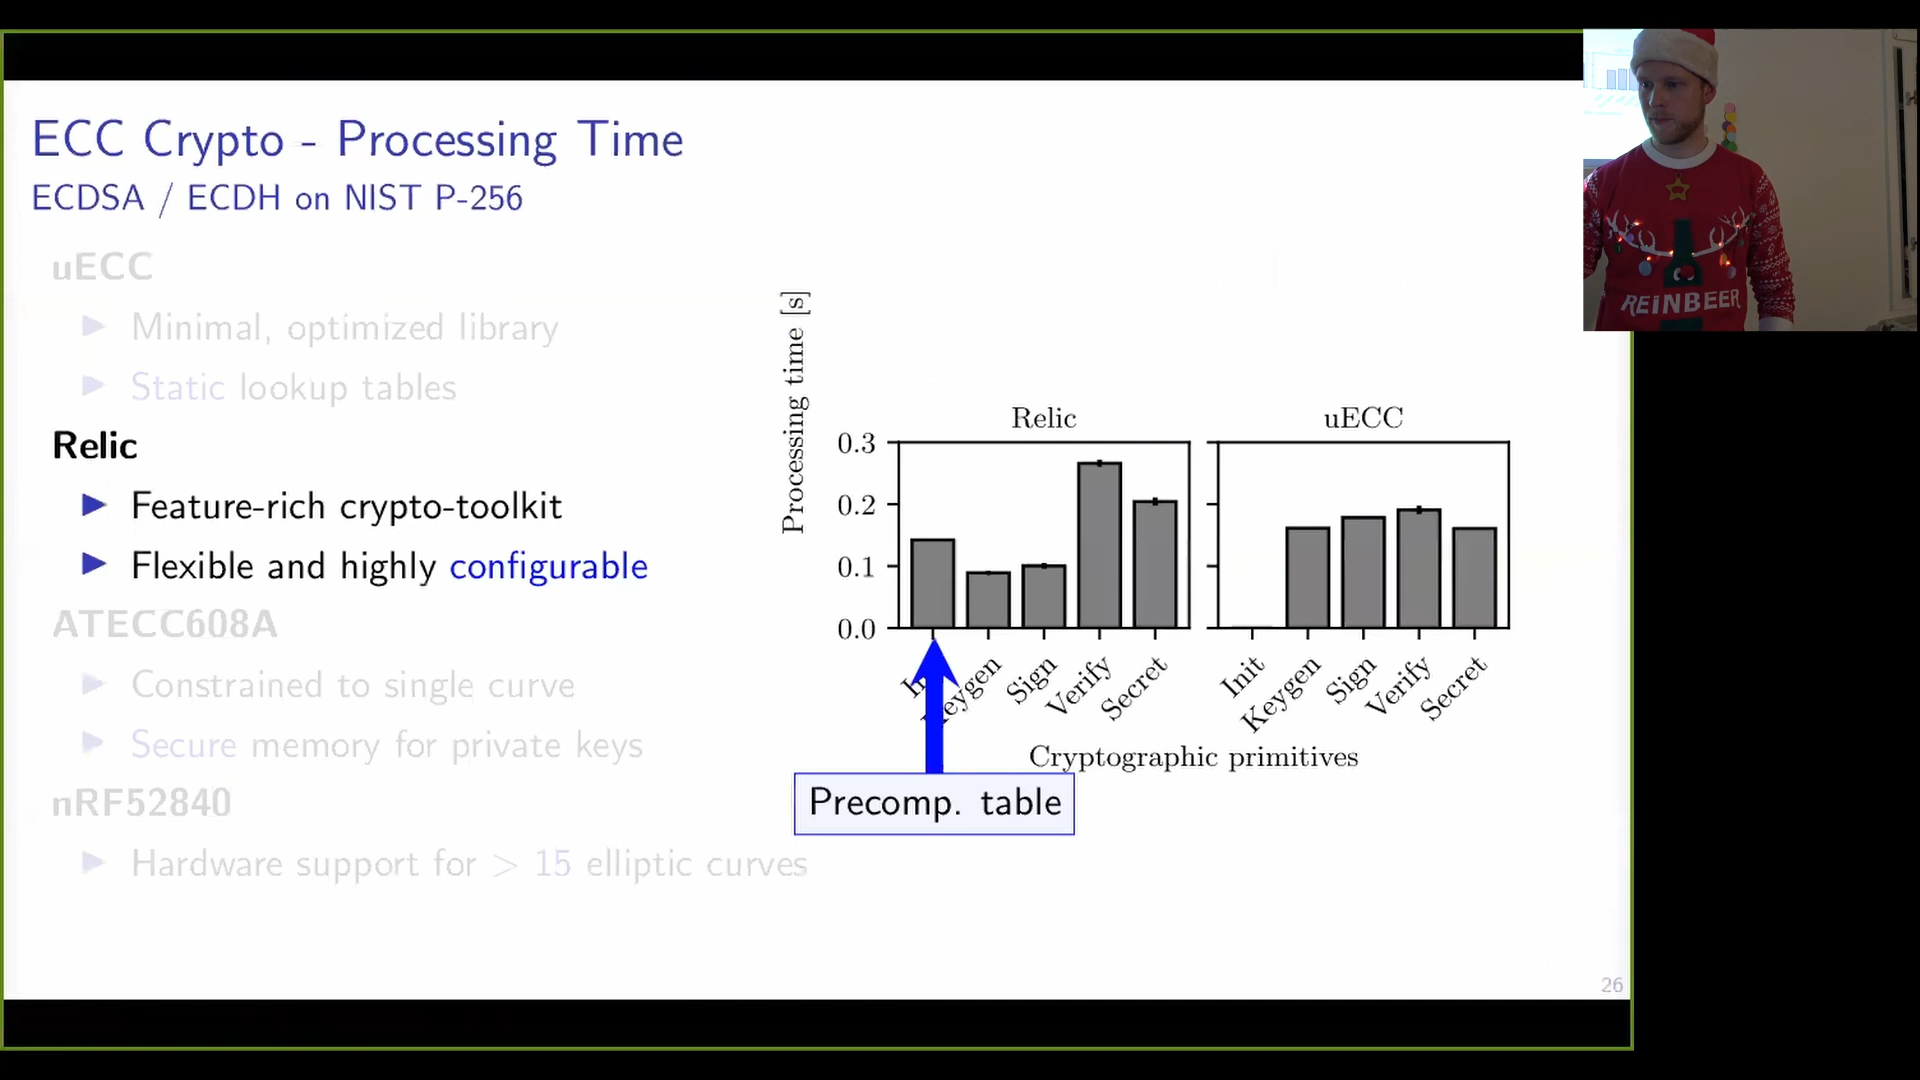 ECC Crypto - Processing Time
ECDSA / ECDH on NIST P-256
uECC
Minimal, optimized library
Static lookup tables
Relic
Feature-rich crypto-toolkit
Flexible and highly configurable
ATECC608A
Constrained to single curve
Secure memory for private keys
nRF52840
Hardware support for > 15 elliptic curves
Processing time [s]
Relic
uECC
0.3
0.2
0.1
0.0
Keygen
Sign
Verify
Secret
Init
Keygen
Sign
Verify
Secret
Cryptographic primitives
Precomp. table
26
REINBEER